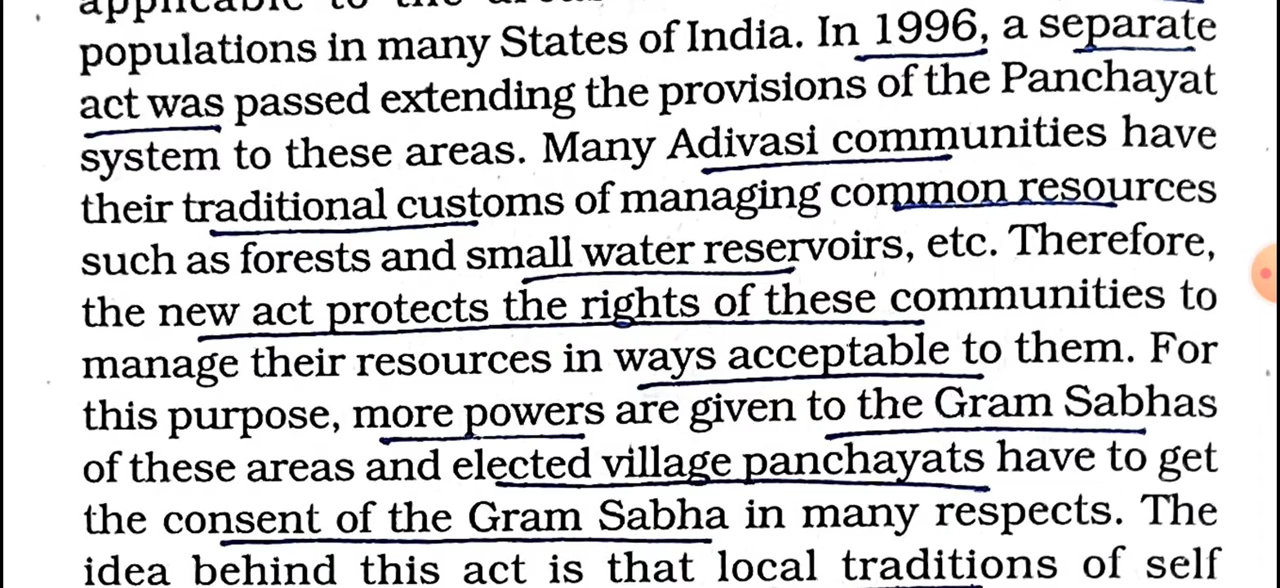 applicable to the areas
populations in many States of India. In 1996, a separate
act was passed extending the provisions of the Panchayat
system to these areas. Many Adivasi communities have
their traditional customs of managing common resources
such as forests and small water reservoirs, etc. Therefore,
the new act protects the rights of these communities to
manage their resources in ways acceptable to them. For
this purpose, more powers are given to the Gram Sabhas
of these areas and elected village panchayats have to get
the consent of the Gram Sabha in many respects. The
idea behind this act is that local traditions of self